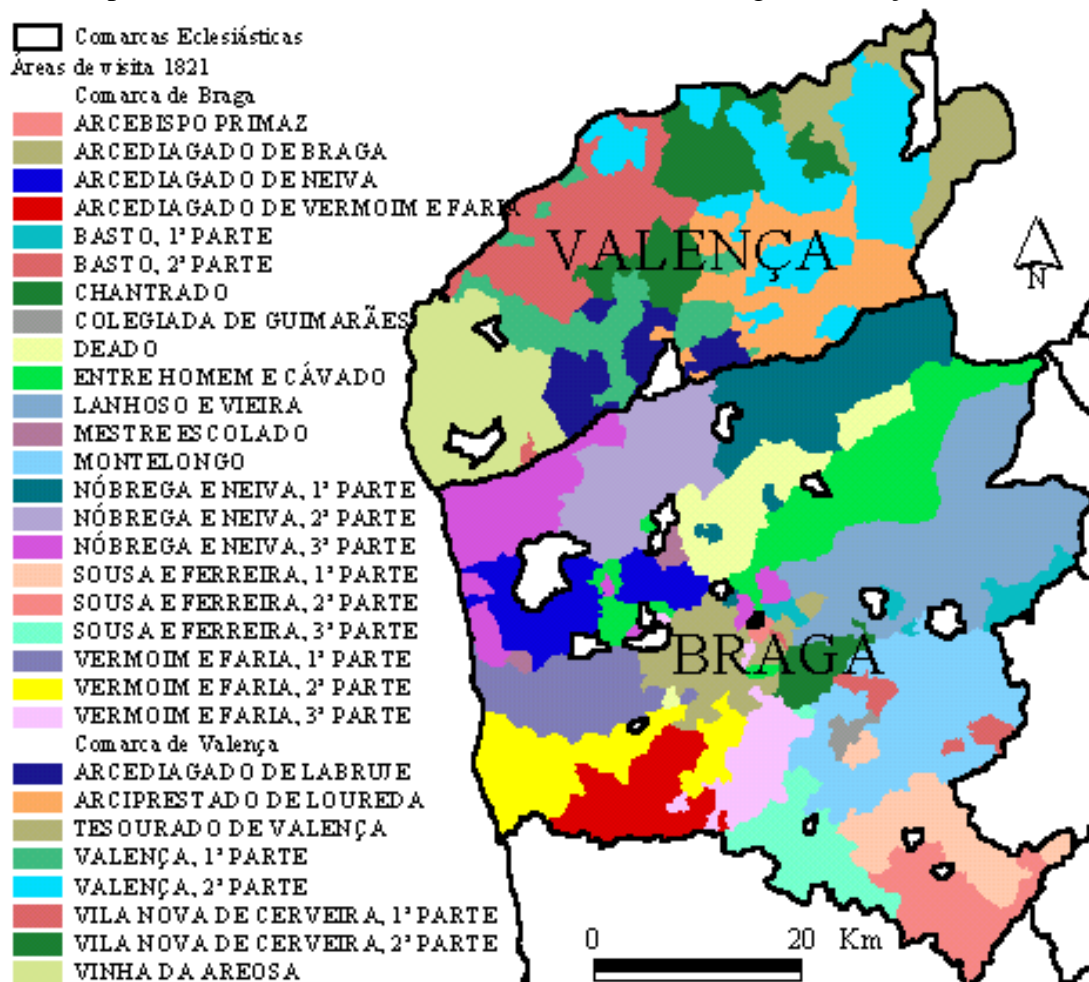 Comarcas Eclesiásticas
Áreas de visita 1821
Comarca de Braga
ARCEBISPO PRIMAZ
ARCEDIAGADO DE BRAGA
ARCEDIAGADO DE NEIVA
ARCEDIAGADO DE VERMOIM E FARIA
BASTO, 1ª PARTE
BASTO, 2ª PARTE
CHANTRADO
COLEGIADA DE GUIMARÃES
DEADO
ENTRE HOMEM E CÁVADO
LANHOSO E VIEIRA
MESTRE ESCOLADO
MONTELONGO
NÓBREGA E NEIVA, 1ª PARTE
NÓBREGA E NEIVA, 2ª PARTE
NÓBREGA E NEIVA, 3ª PARTE
SOUSA E FERREIRA, 1ª PARTE
SOUSA E FERREIRA, 2ª PARTE
SOUSA E FERREIRA, 3ª PARTE
VERMOIM E FARIA, 1ª PARTE
VERMOIM E FARIA, 2ª PARTE
VERMOIM E FARIA, 3ª PARTE
Comarca de Valença
ARCEDIAGADO DE LABRUJE
ARCIPRESTADO DE LOUREDA
TESOURADO DE VALENÇA
VALENÇA, 1ª PARTE
VALENÇA, 2ª PARTE
VILA NOVA DE CERVEIRA, 1ª PARTE
VILA NOVA DE CERVEIRA, 2ª PARTE
VINHA DA AREOSA
VALENÇA
N
BRAGA
0 20 Km